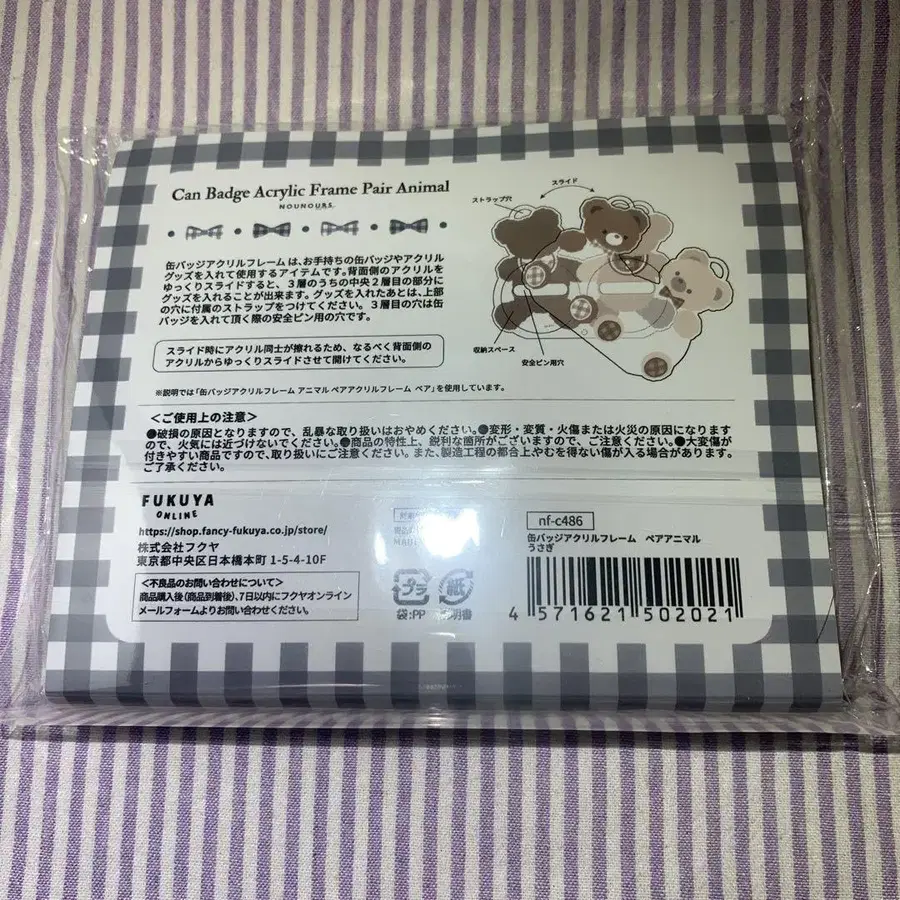 Can Badge Acrylic Frame Pair Animal
NOUNOURS
缶バッジアクリルフレームは、お手持ちの缶バッジやアクリル
グッズを入れて使用するアイテムです。背面側のアクリルを
ゆっくりスライドすると、3層のうちの中央2層目の部分に
グッズを入れることが出来ます。グッズを入れたあとは、上部
の穴に付属のストラップをつけてください。3層目の穴は缶
バッジを入れて頂く際の安全ピン用の穴です。
スライド時にアクリル同士が擦れるため、なるべく背面側の
アクリルからゆっくりスライドさせて開けてください。
スライド
ストラップ穴
収納スペース
安全ピン用穴
※説明では「缶バッジアクリルフレーム アニマル ペアアクリルフレーム ペア」を使用しています。
＜ご使用上の注意＞
●破損の原因となりますので、乱暴な取り扱いはおやめください。●変形・変質・火傷または火災の原因になります
ので、火気には近づけないでください。●商品の特性上、鋭利な箇所がございますので、ご注意ください。●大変傷が
付きやすい商品ですので、取り扱いにご注意ください。また、製造工程の都合上やむを得ない傷が入る場合があります。
ご了承ください。
FUKUYA
ONLINE
https://shop.fancy-fukuya.co.jp/store/
株式会社フクヤ
東京都中央区日本橋本町 1-5-4-10F
＜不良品のお問い合わせについて＞
商品購入後(商品到着後)、7日以内にフクヤオンライン
メールフォームよりお問い合わせください。
プラ
紙
袋:PP
nf-c486
缶バッジアクリルフレーム ペアアニマル
うさぎ
4 571621 502021